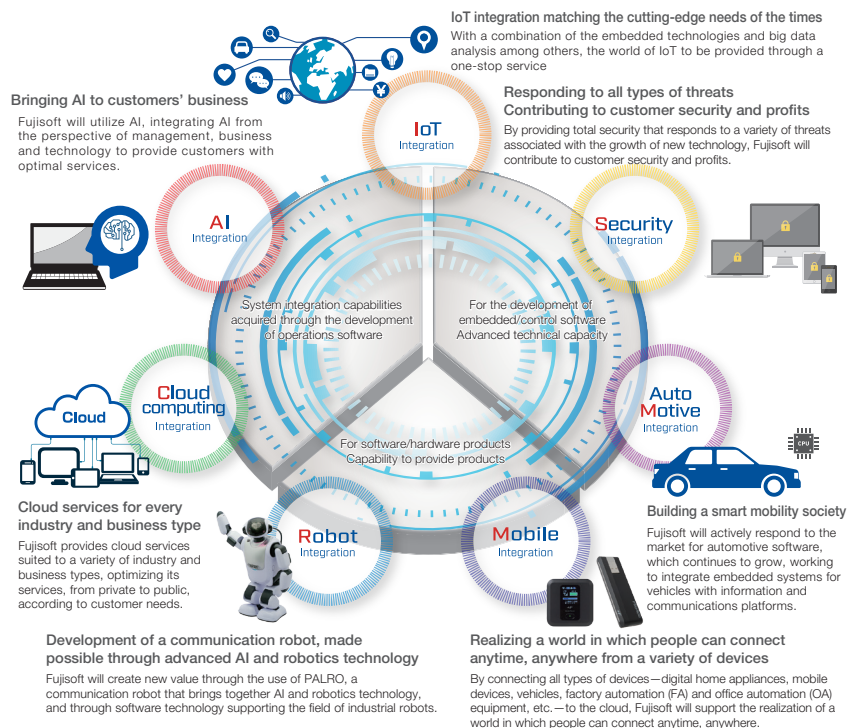 IoT integration matching the cutting-edge needs of the times
With a combination of the embedded technologies and big data
analysis among others, the world of IoT to be provided through a
one-stop service
Bringing AI to customers' business
Fujisoft will utilize AI, integrating AI from
the perspective of management, business
and technology to provide customers with
optimal services.
Responding to all types of threats
Contributing to customer security and profits
By providing total security that responds to a variety of threats
associated with the growth of new technology, Fujisoft will
contribute to customer security and profits.
IoT
Integration
AI
Integration
Security
Integration
System integration capabilities
acquired through the development
of operations software
For the development of
embedded/control software
Advanced technical capacity
For software/hardware products
Capability to provide products
Cloud
computing
Integration
Cloud
Auto
Motive
Integration
CPU
Robot
Integration
Mobile
Integration
Cloud services for every
industry and business type
Fujisoft provides cloud services
suited to a variety of industry and
business types, optimizing its
services, from private to public,
according to customer needs.
Building a smart mobility society
Fujisoft will actively respond to the
market for automotive software,
which continues to grow, working
to integrate embedded systems for
vehicles with information and
communications platforms.
Development of a communication robot, made
possible through advanced AI and robotics technology
Fujisoft will create new value through the use of PALRO, a
communication robot that brings together AI and robotics technology,
and through software technology supporting the field of industrial robots.
Realizing a world in which people can connect
anytime, anywhere from a variety of devices
By connecting all types of devices—digital home appliances, mobile
devices, vehicles, factory automation (FA) and office automation (OA)
equipment, etc.—to the cloud, Fujisoft will support the realization of a
world in which people can connect anytime, anywhere.